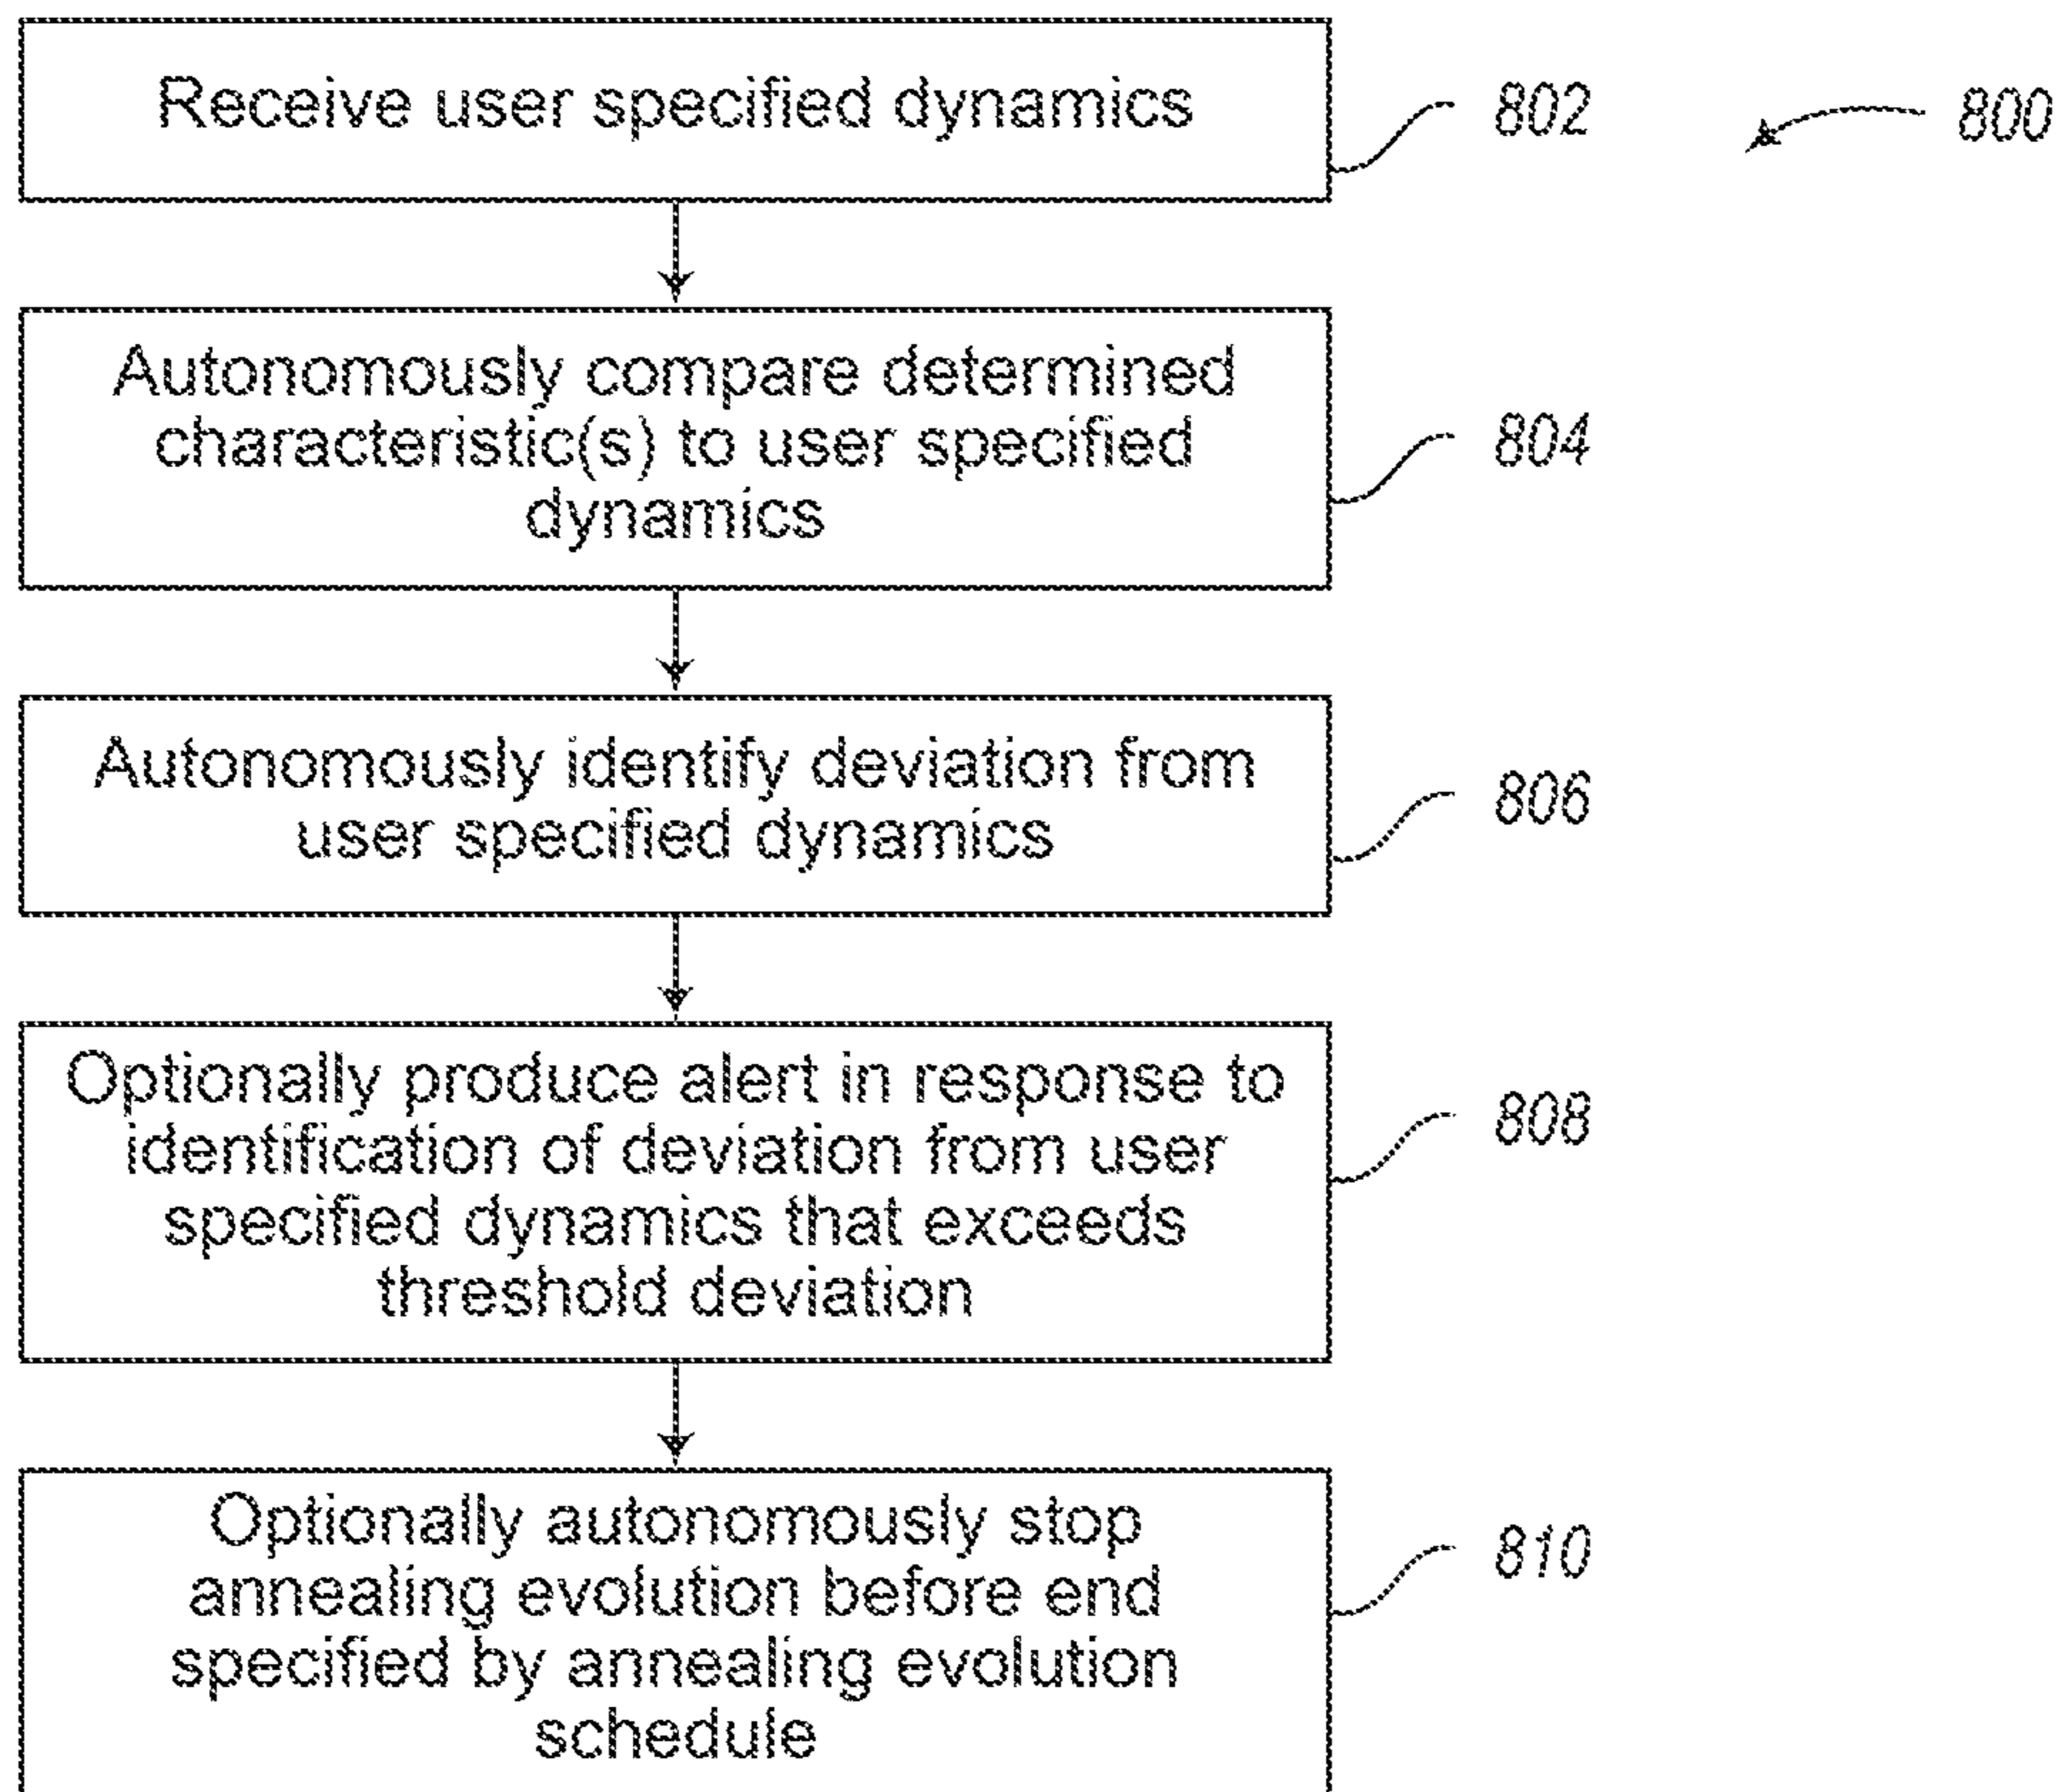 Receive user specified dynamics
802
800
Autonomously compare determined
characteristic(s) to user specified
dynamics
804
Autonomously identify deviation from
user specified dynamics
806
Optionally produce alert in response to
identification of deviation from user
specified dynamics that exceeds
threshold deviation
808
Optionally autonomously stop
annealing evolution before end
specified by annealing evolution
schedule
810